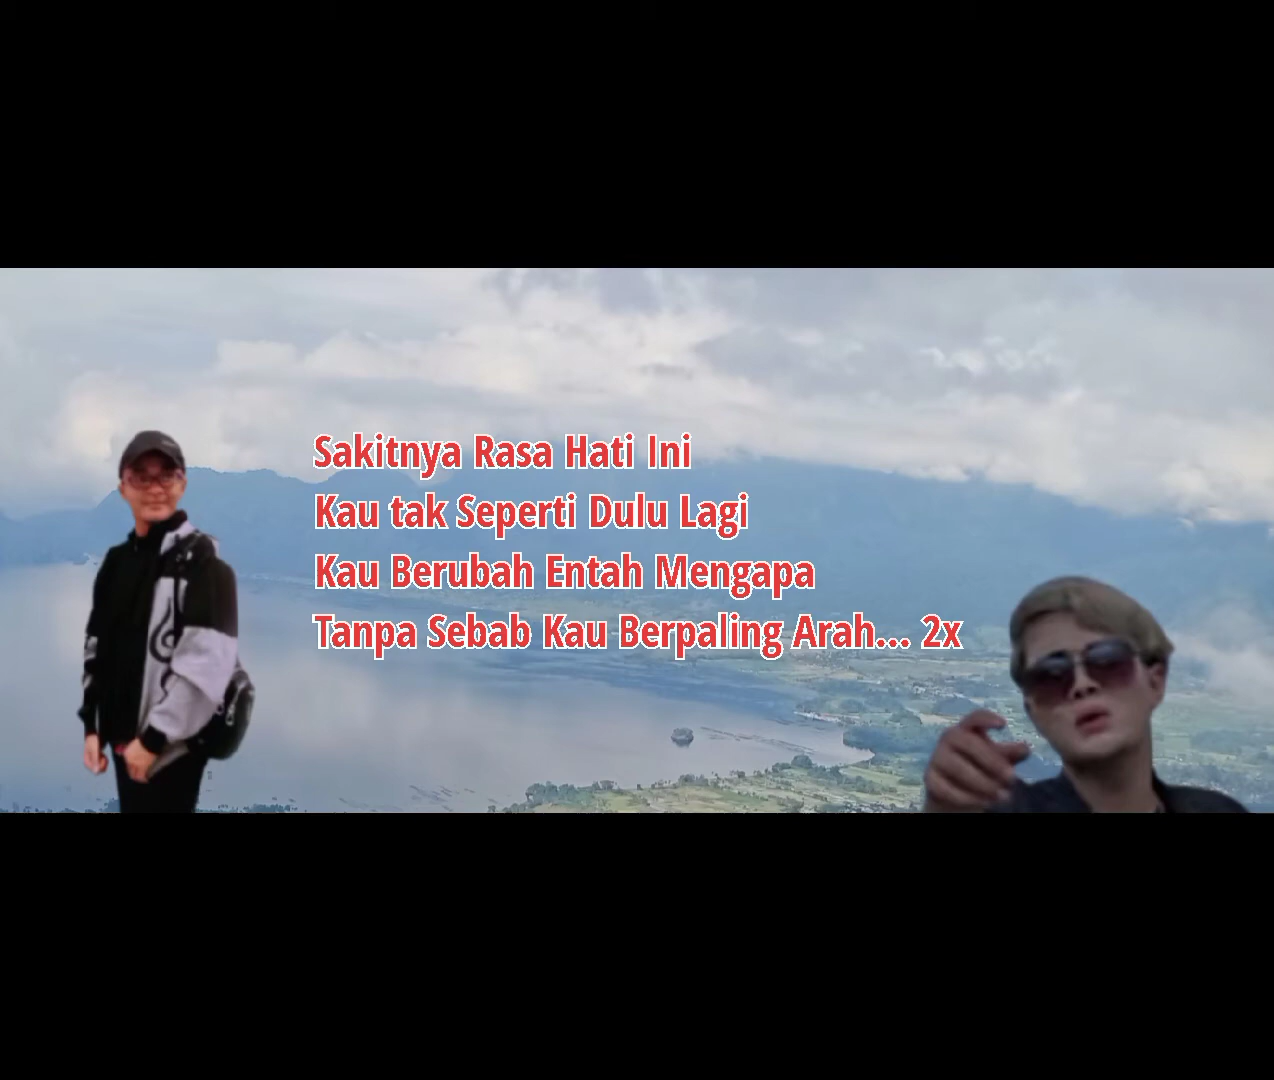 Sakitnya Rasa Hati Ini
Kau tak Seperti Dulu Lagi
Kau Berubah Entah Mengapa
Tanpa Sebab Kau Berpaling Arah... 2x